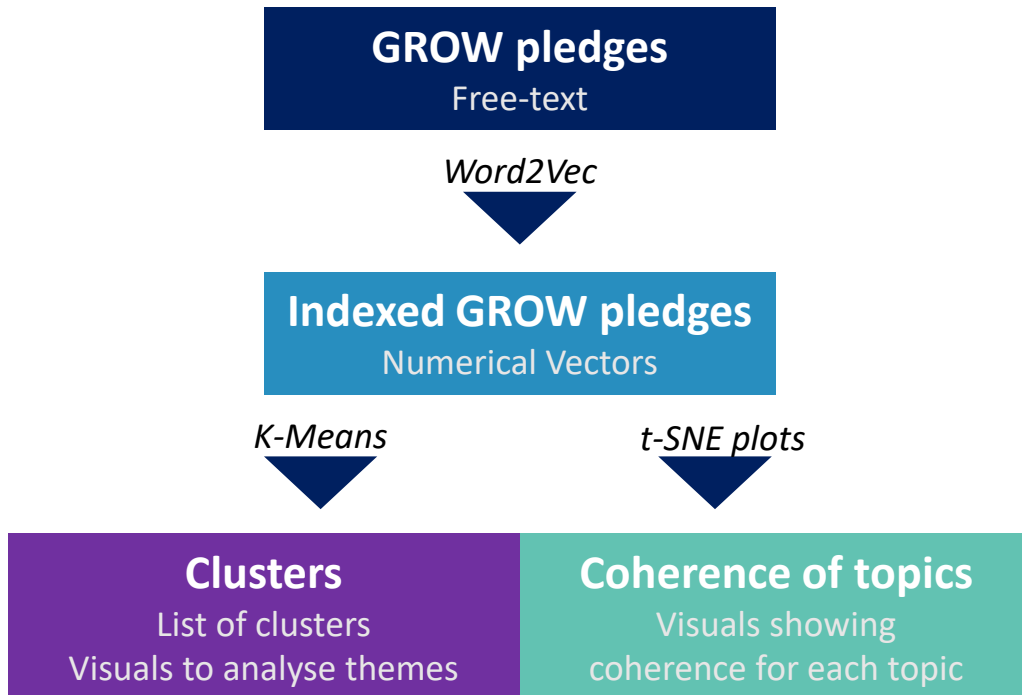 GROW pledges
Free-text
Word2Vec
Indexed GROW pledges
Numerical Vectors
K-Means
t-SNE plots
Clusters
List of clusters
Visuals to analyse themes
Coherence of topics
Visuals showing
coherence for each topic